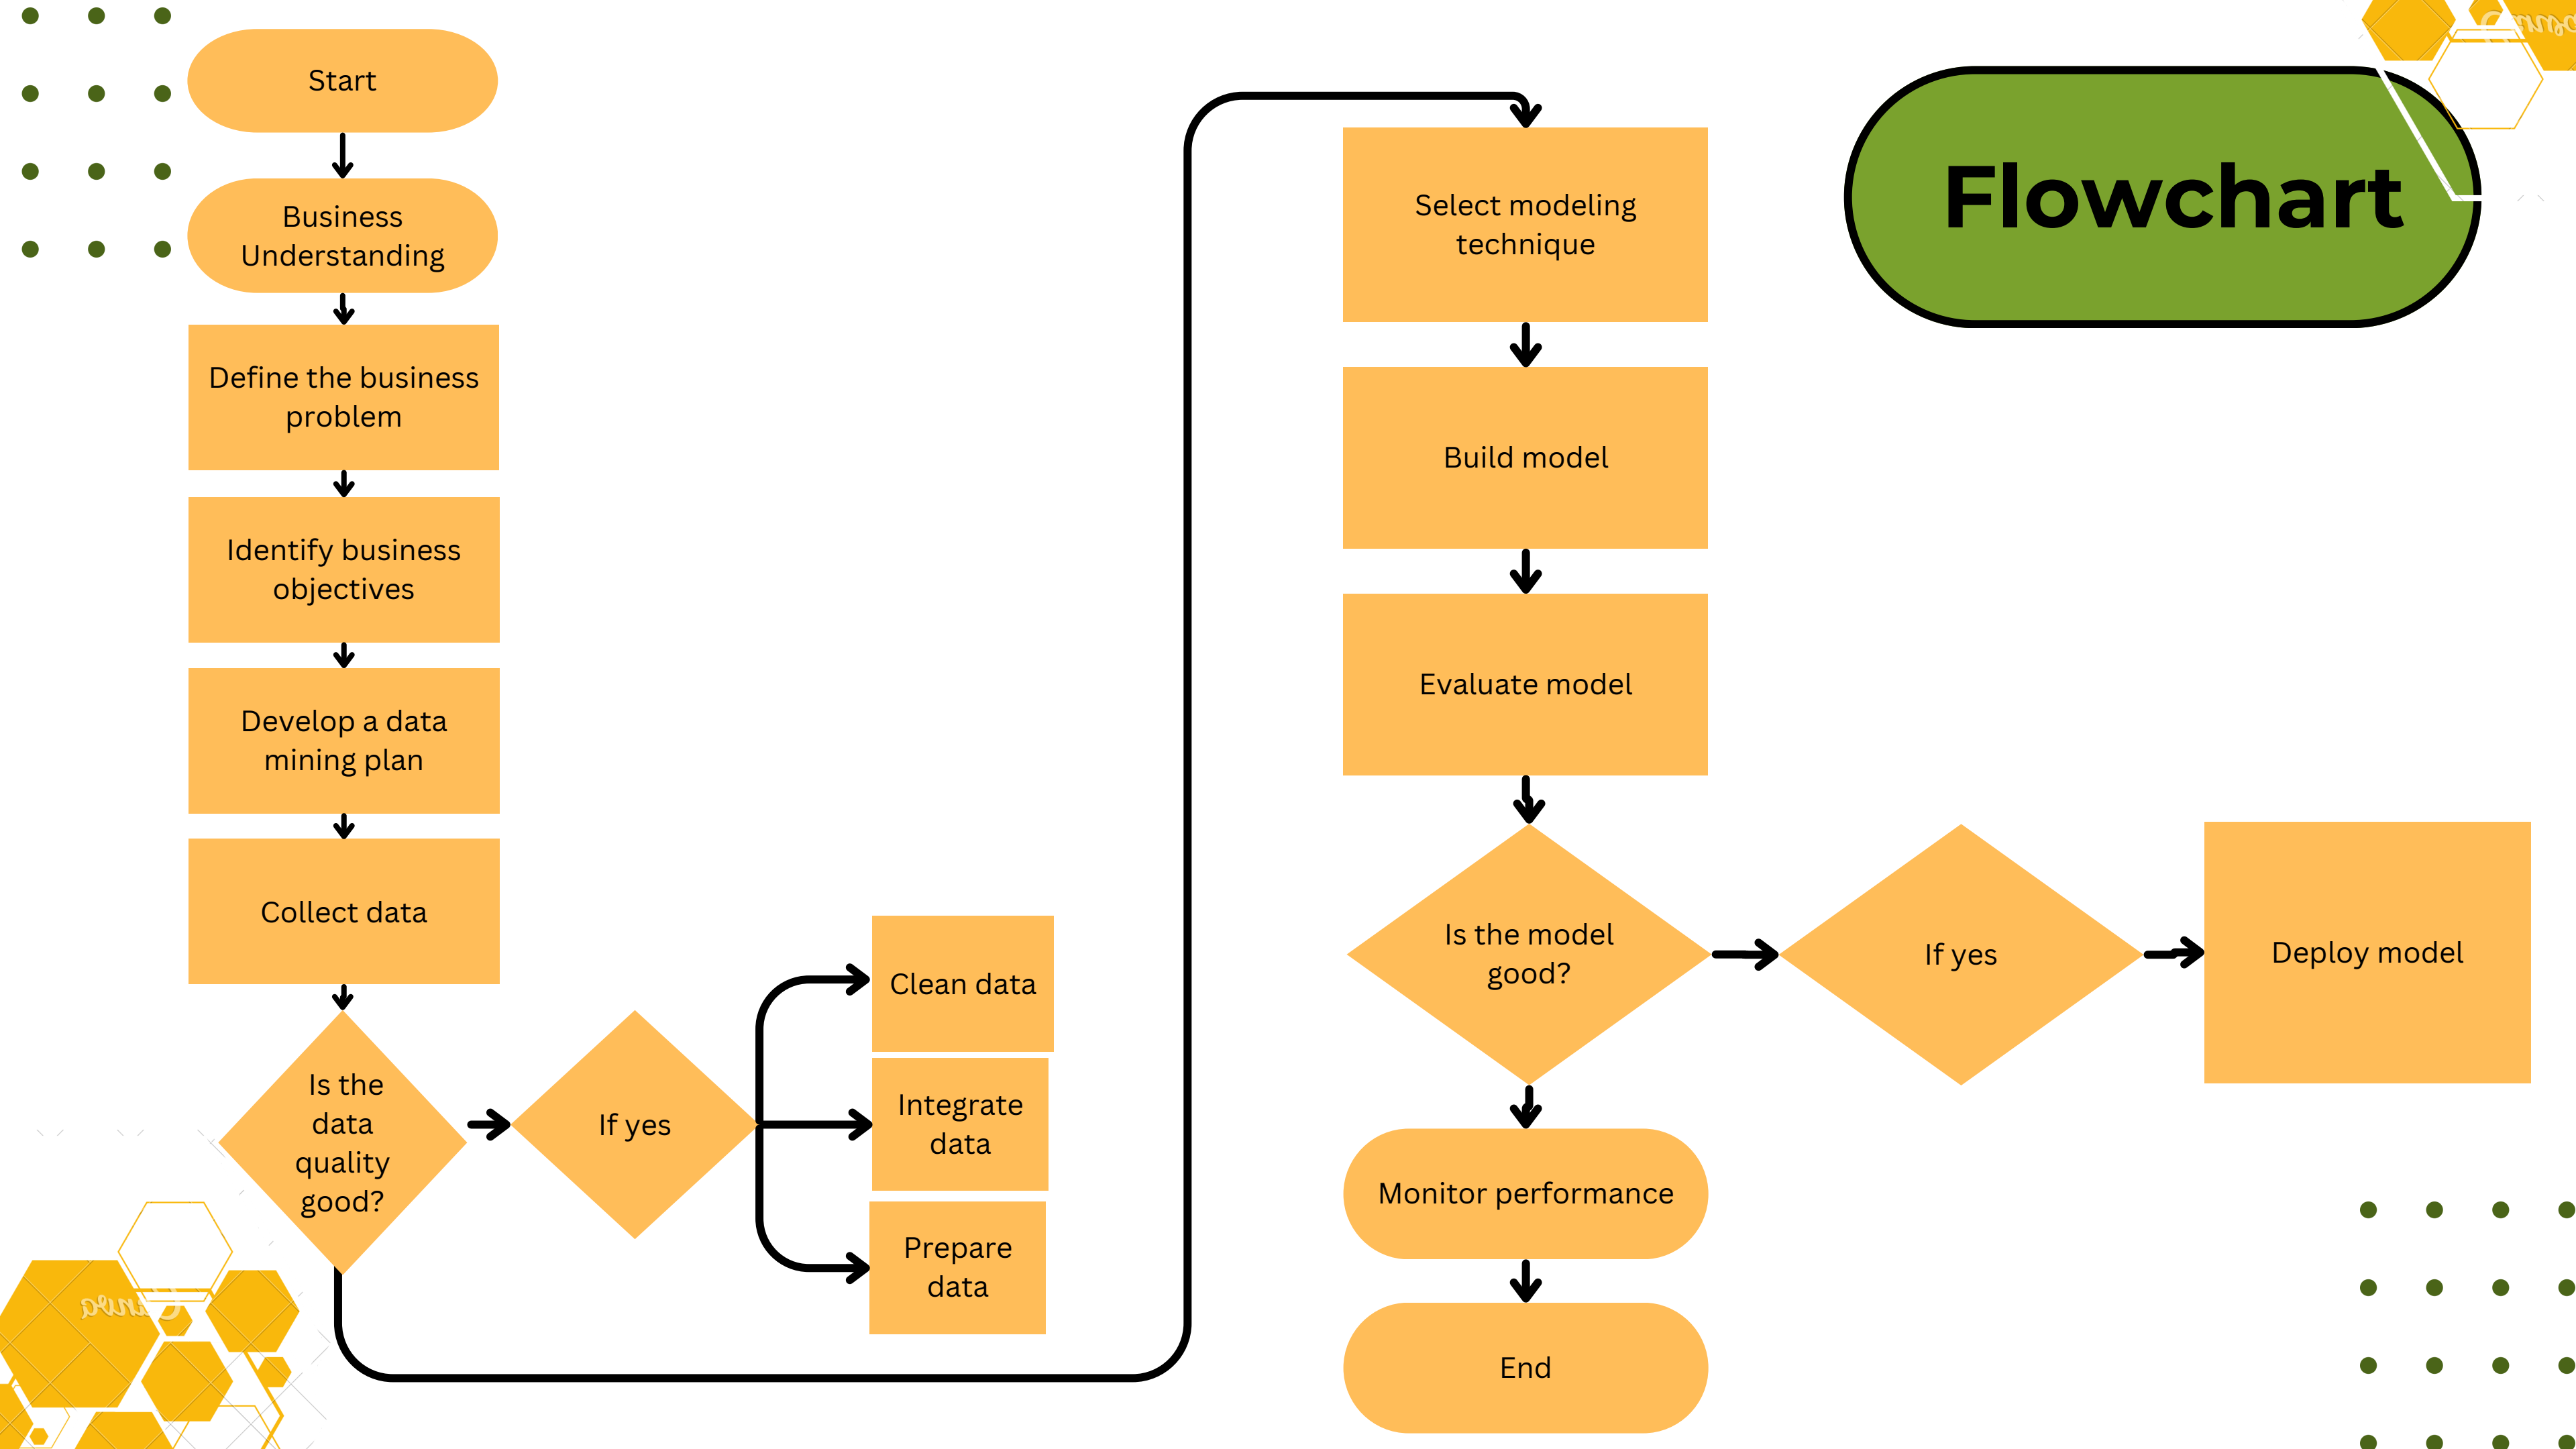 Start
Business
Understanding
Define the business
problem
Identify business
objectives
Develop a data
mining plan
Collect data
Is the
data
quality
good?
If yes
Clean data
Integrate
data
Prepare
data
Select modeling
technique
Build model
Evaluate model
Is the model
good?
If yes
Deploy model
Monitor performance
End
Flowchart
Canva